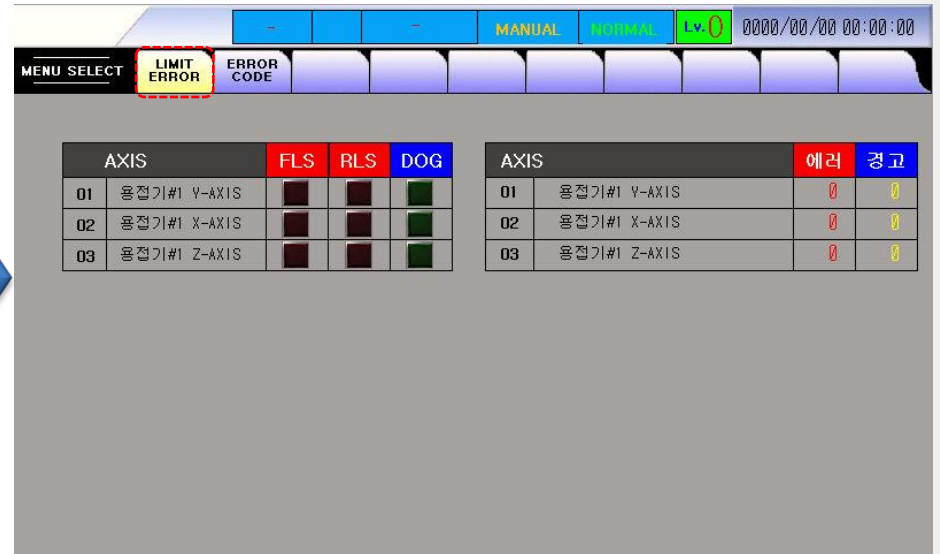 - - MANUAL NORMAL Lv. 0 0000/00/00 00:00:00
MENU SELECT LIMIT ERROR ERROR CODE
AXIS FLS RLS DOG
01 용접기#1 Y-AXIS
02 용접기#1 X-AXIS
03 용접기#1 Z-AXIS
AXIS 에러 경고
01 용접기#1 Y-AXIS 0 0
02 용접기#1 X-AXIS 0 0
03 용접기#1 Z-AXIS 0 0